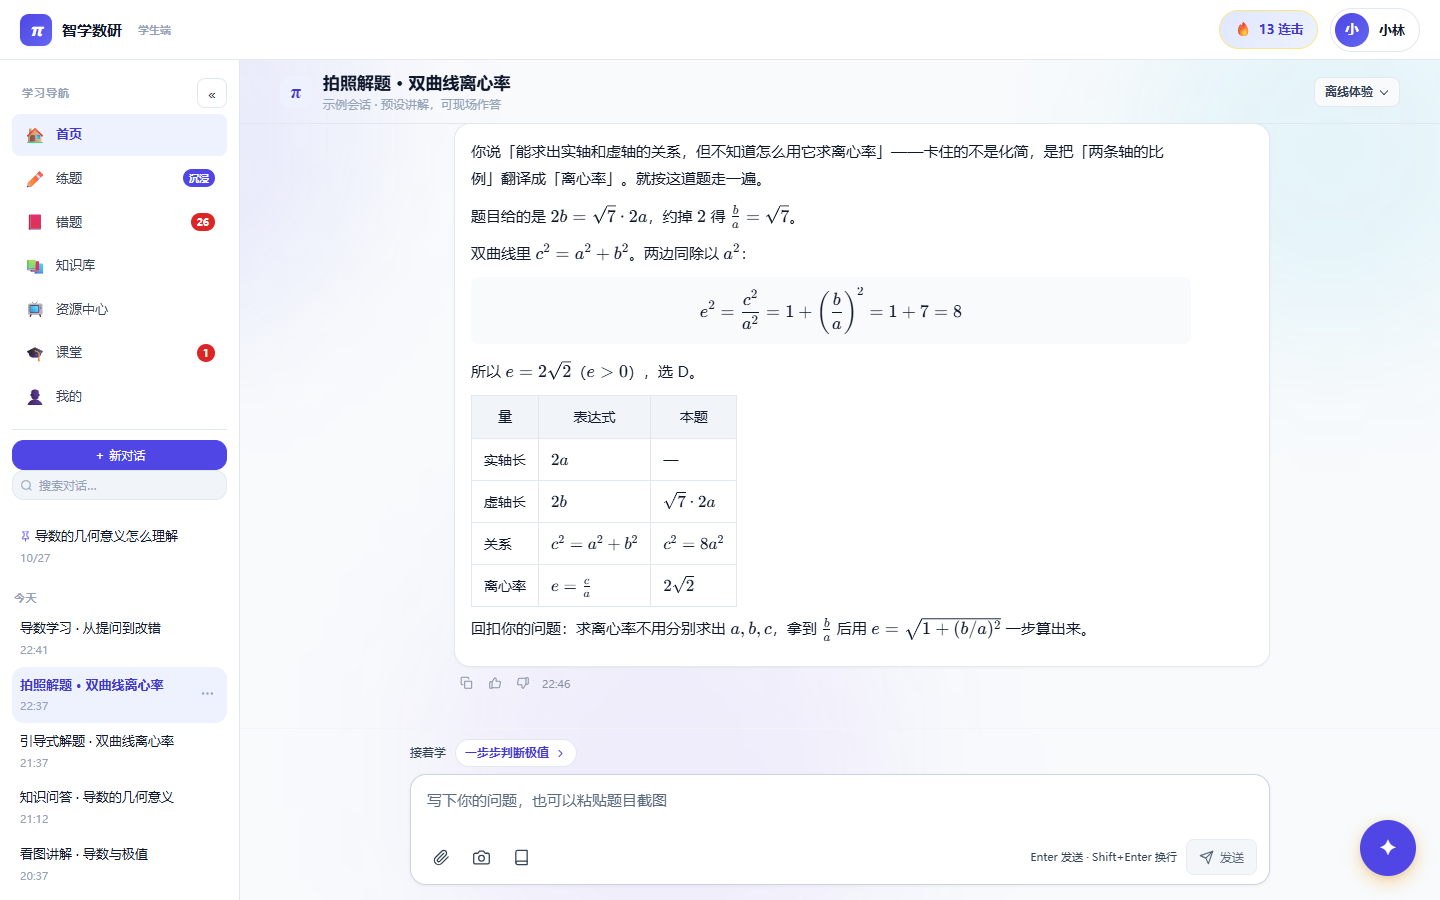 π 智学数研 学生端
13 连击
小 小林
学习导航 «
首页
练题 沉浸
错题 26
知识库
资源中心
课堂 1
我的
+ 新对话
搜索对话...
导数的几何意义怎么理解
10/27
今天
导数学习 · 从提问到改错
22:41
拍照解题 • 双曲线离心率 ...
22:37
引导式解题 · 双曲线离心率
21:37
知识问答 · 导数的几何意义
21:12
看图讲解 · 导数与极值
20:37
π 拍照解题 • 双曲线离心率
示例会话 · 预设讲解，可现场作答
离线体验
你说「能求出实轴和虚轴的关系，但不知道怎么用它求离心率」——卡住的不是化简，是把「两条轴的比
例」翻译成「离心率」。就按这道题走一遍。
题目给的是 2b = √7 · 2a，约掉 2 得 b/a = √7。
双曲线里 c² = a² + b²。两边同除以 a²：
e² = c²/a² = 1 + (b/a)² = 1 + 7 = 8
所以 e = 2√2（e > 0），选 D。
量 表达式 本题
实轴长 2a —
虚轴长 2b √7 · 2a
关系 c² = a² + b² c² = 8a²
离心率 e = c/a 2√2
回扣你的问题：求离心率不用分别求出 a, b, c，拿到 b/a 后用 e = √(1 + (b/a)²) 一步算出来。
22:46
接着学 一步步判断极值 ›
写下你的问题，也可以粘贴题目截图
Enter 发送 · Shift+Enter 换行 发送